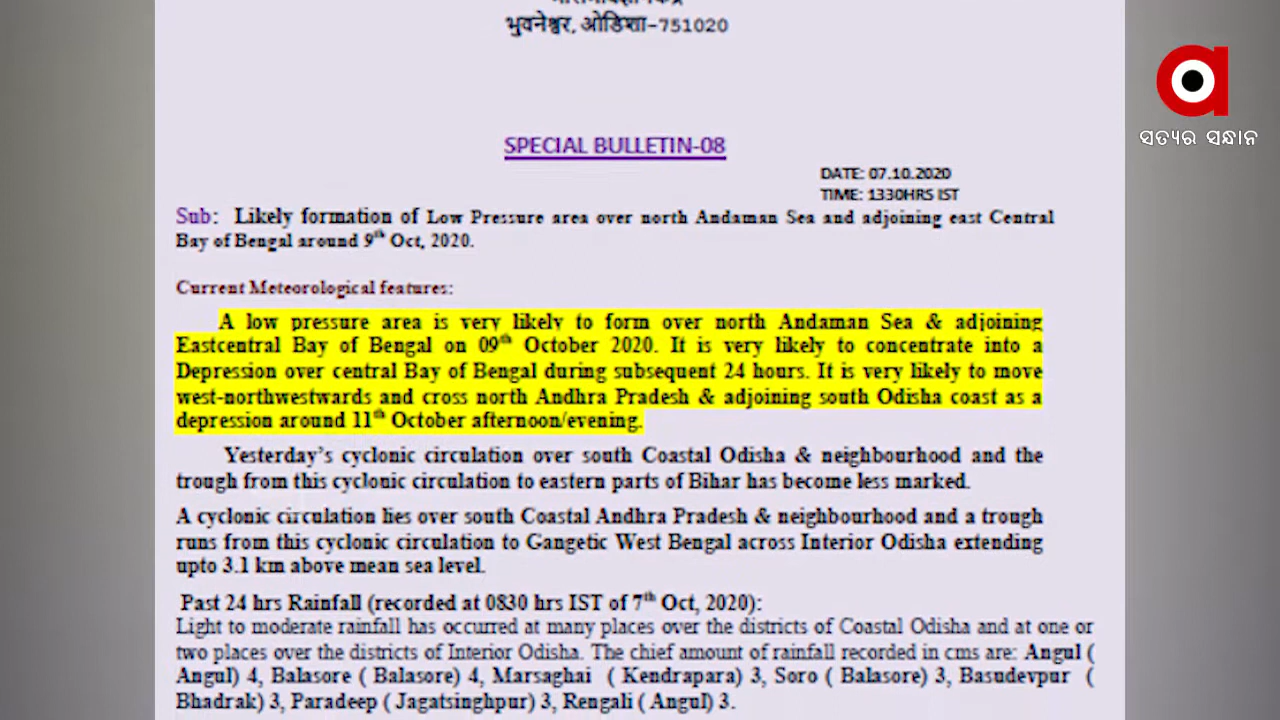 भुवनेश्वर, ओडिशा-751020
ସତ୍ୟର ସନ୍ଧାନ
SPECIAL BULLETIN-08
DATE: 07.10.2020
TIME: 1330HRS IST
Sub: Likely formation of Low Pressure area over north Andaman Sea and adjoining east Central
Bay of Bengal around 9th Oct, 2020.
Current Meteorological features:
A low pressure area is very likely to form over north Andaman Sea & adjoining
Eastcentral Bay of Bengal on 09th October 2020. It is very likely to concentrate into a
Depression over central Bay of Bengal during subsequent 24 hours. It is very likely to move
west-northwestwards and cross north Andhra Pradesh & adjoining south Odisha coast as a
depression around 11th October afternoon/evening.
Yesterday's cyclonic circulation over south Coastal Odisha & neighbourhood and the
trough from this cyclonic circulation to eastern parts of Bihar has become less marked.
A cyclonic circulation lies over south Coastal Andhra Pradesh & neighbourhood and a trough
runs from this cyclonic circulation to Gangetic West Bengal across Interior Odisha extending
upto 3.1 km above mean sea level.
Past 24 hrs Rainfall (recorded at 0830 hrs IST of 7th Oct, 2020):
Light to moderate rainfall has occurred at many places over the districts of Coastal Odisha and at one or
two places over the districts of Interior Odisha. The chief amount of rainfall recorded in cms are: Angul (
Angul) 4, Balasore ( Balasore) 4, Marsaghai ( Kendrapara) 3, Soro ( Balasore) 3, Basudevpur (
Bhadrak) 3, Paradeep ( Jagatsinghpur) 3, Rengali ( Angul) 3.